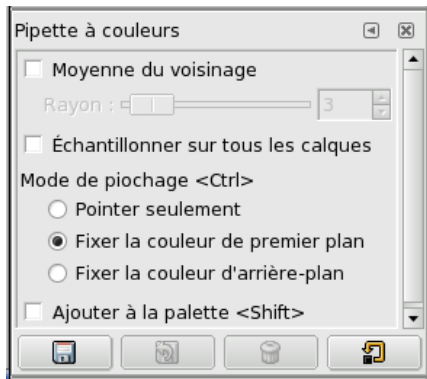 Pipette à couleurs
Moyenne du voisinage
Rayon : 3
Échantillonner sur tous les calques
Mode de piochage <Ctrl>
Pointer seulement
Fixer la couleur de premier plan
Fixer la couleur d'arrière-plan
Ajouter à la palette <Shift>